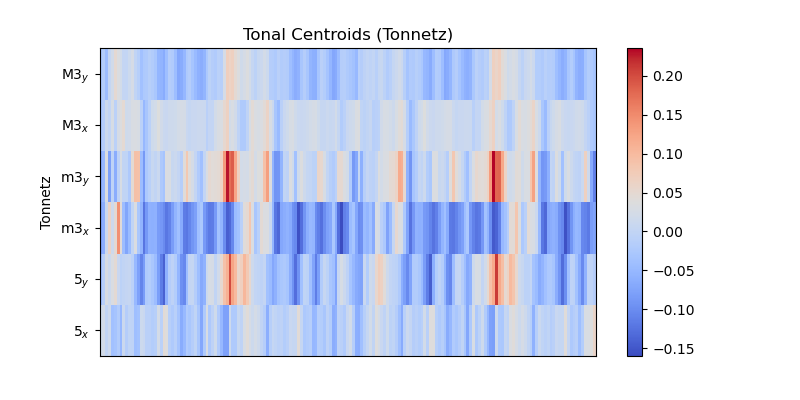 Tonal Centroids (Tonnetz)
Tonnetz
M3y
M3x
m3y
m3x
5y
5x
0.20
0.15
0.10
0.05
0.00
−0.05
−0.10
−0.15